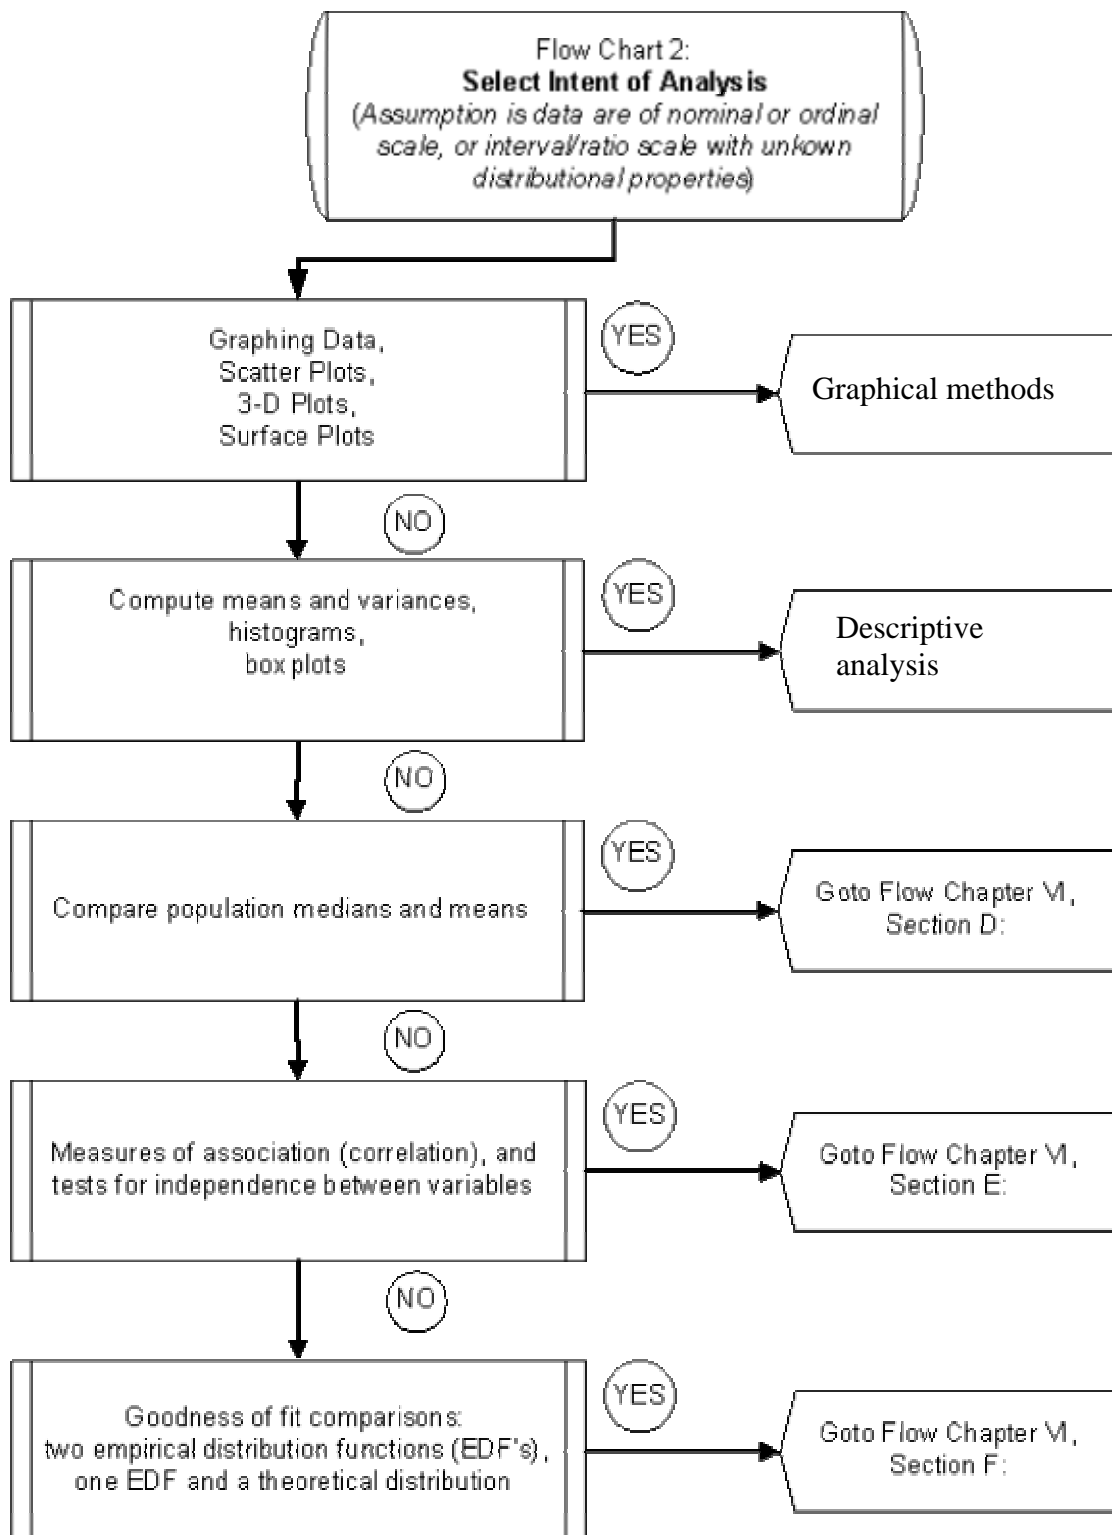 Flow Chart 2:
Select Intent of Analysis
(Assumption is data are of nominal or ordinal
scale, or interval/ratio scale with unkown
distributional properties)
Graphing Data,
Scatter Plots,
3-D Plots,
Surface Plots
YES
Graphical methods
NO
Compute means and variances,
histograms,
box plots
YES
Descriptive
analysis
NO
Compare population medians and means
YES
Goto Flow Chapter VI,
Section D:
NO
Measures of association (correlation), and
tests for independence between variables
YES
Goto Flow Chapter VI,
Section E:
NO
Goodness of fit comparisons:
two empirical distribution functions (EDF's),
one EDF and a theoretical distribution
YES
Goto Flow Chapter VI,
Section F: